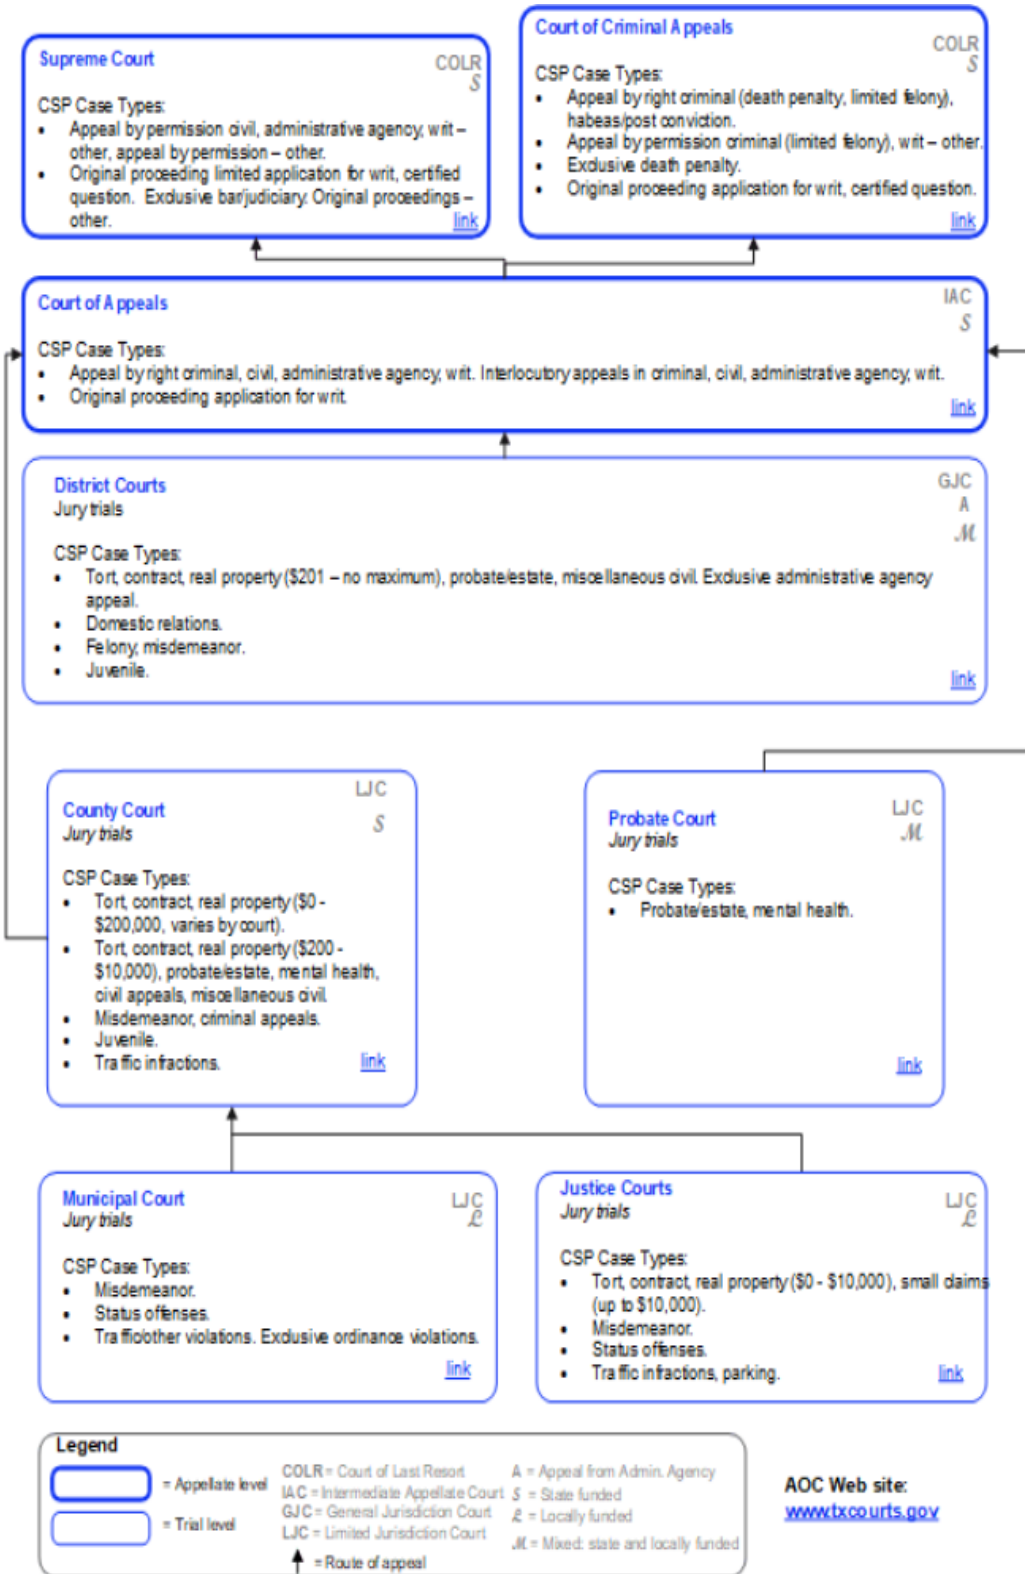 Supreme Court
COLR
S
CSP Case Types:
• Appeal by permission civil, administrative agency, writ –
other, appeal by permission – other.
• Original proceeding limited application for writ, certified
question. Exclusive bar/judiciary. Original proceedings –
other.
link
Court of Criminal Appeals
COLR
S
CSP Case Types:
• Appeal by right criminal (death penalty, limited felony),
habeas/post conviction.
• Appeal by permission criminal (limited felony), writ – other.
• Exclusive death penalty.
• Original proceeding application for writ, certified question.
link
Court of Appeals
IAC
S
CSP Case Types:
• Appeal by right criminal, civil, administrative agency, writ. Interlocutory appeals in criminal, civil, administrative agency, writ.
• Original proceeding application for writ.
link
District Courts
Jury trials
GJC
A
M
CSP Case Types:
• Tort, contract, real property ($201 – no maximum), probate/estate, miscellaneous civil. Exclusive administrative agency
appeal.
• Domestic relations.
• Felony, misdemeanor.
• Juvenile.
link
County Court
Jury trials
LJC
S
CSP Case Types:
• Tort, contract, real property ($0 -
$200,000, varies by court).
• Tort, contract, real property ($200 -
$10,000), probate/estate, mental health,
civil appeals, miscellaneous civil.
• Misdemeanor, criminal appeals.
• Juvenile.
• Traffic infractions.
link
Probate Court
Jury trials
LJC
M
CSP Case Types:
• Probate/estate, mental health.
link
Municipal Court
Jury trials
LJC
L
CSP Case Types:
• Misdemeanor.
• Status offenses.
• Traffic/other violations. Exclusive ordinance violations.
link
Justice Courts
Jury trials
LJC
L
CSP Case Types:
• Tort, contract, real property ($0 - $10,000), small claims
(up to $10,000).
• Misdemeanor.
• Status offenses.
• Traffic infractions, parking.
link
Legend
= Appellate level
= Trial level
COLR = Court of Last Resort
IAC = Intermediate Appellate Court
GJC = General Jurisdiction Court
LJC = Limited Jurisdiction Court
= Route of appeal
A = Appeal from Admin. Agency
S = State funded
L = Locally funded
M = Mixed: state and locally funded
AOC Web site:
www.txcourts.gov